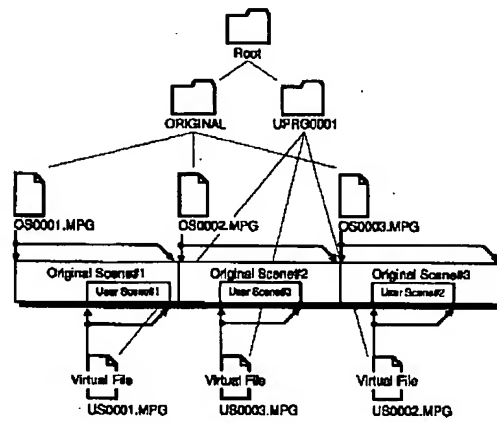 Root
ORIGINAL UPRG0001
OS0001.MPG OS0002.MPG OS0003.MPG
Original Scene#1 Original Scene#2 Original Scene#3
User Scene#1 User Scene#3 User Scene#2
Virtual File Virtual File Virtual File
US0001.MPG US0003.MPG US0002.MPG